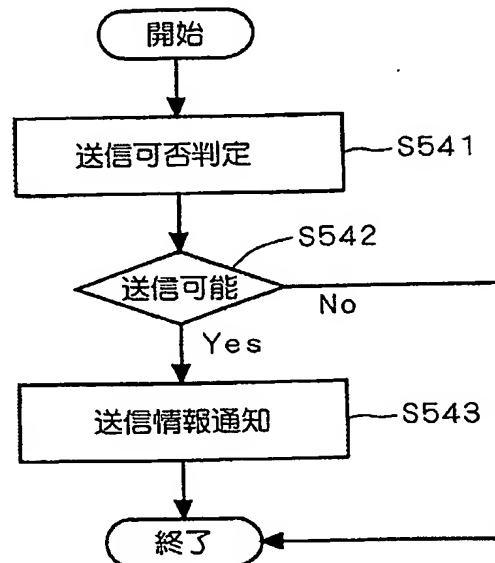 開始
送信可否判定
S541
S542
送信可能
No
Yes
送信情報通知
S543
終了